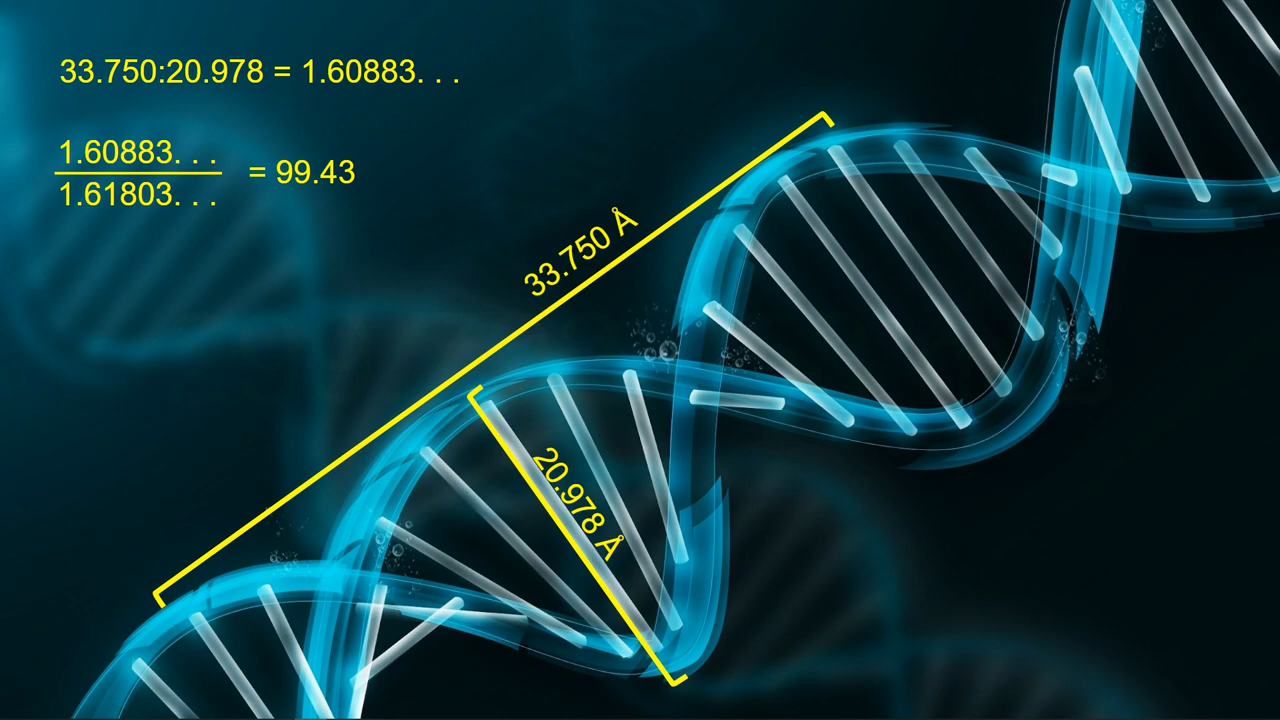 33.750:20.978 = 1.60883. . .
1.60883. . .
1.61803. . .
= 99.43
33.750 Å
20.978 Å